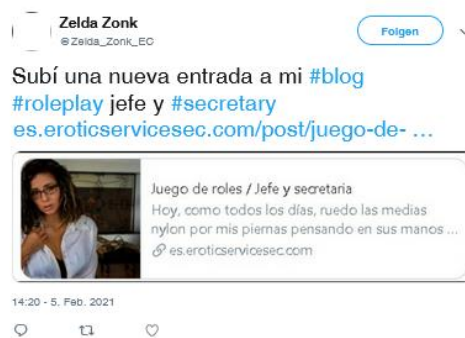 Zelda Zonk
@Zelda_Zonk_EC
Folgen
Subí una nueva entrada a mi #blog
#roleplay jefe y #secretary
es.eroticservicesec.com/post/juego-de- ...
Juego de roles / Jefe y secretaria
Hoy, como todos los días, ruedo las medias
nylon por mis piernas pensando en sus manos ...
es.eroticservicesec.com
14:20 - 5. Feb. 2021